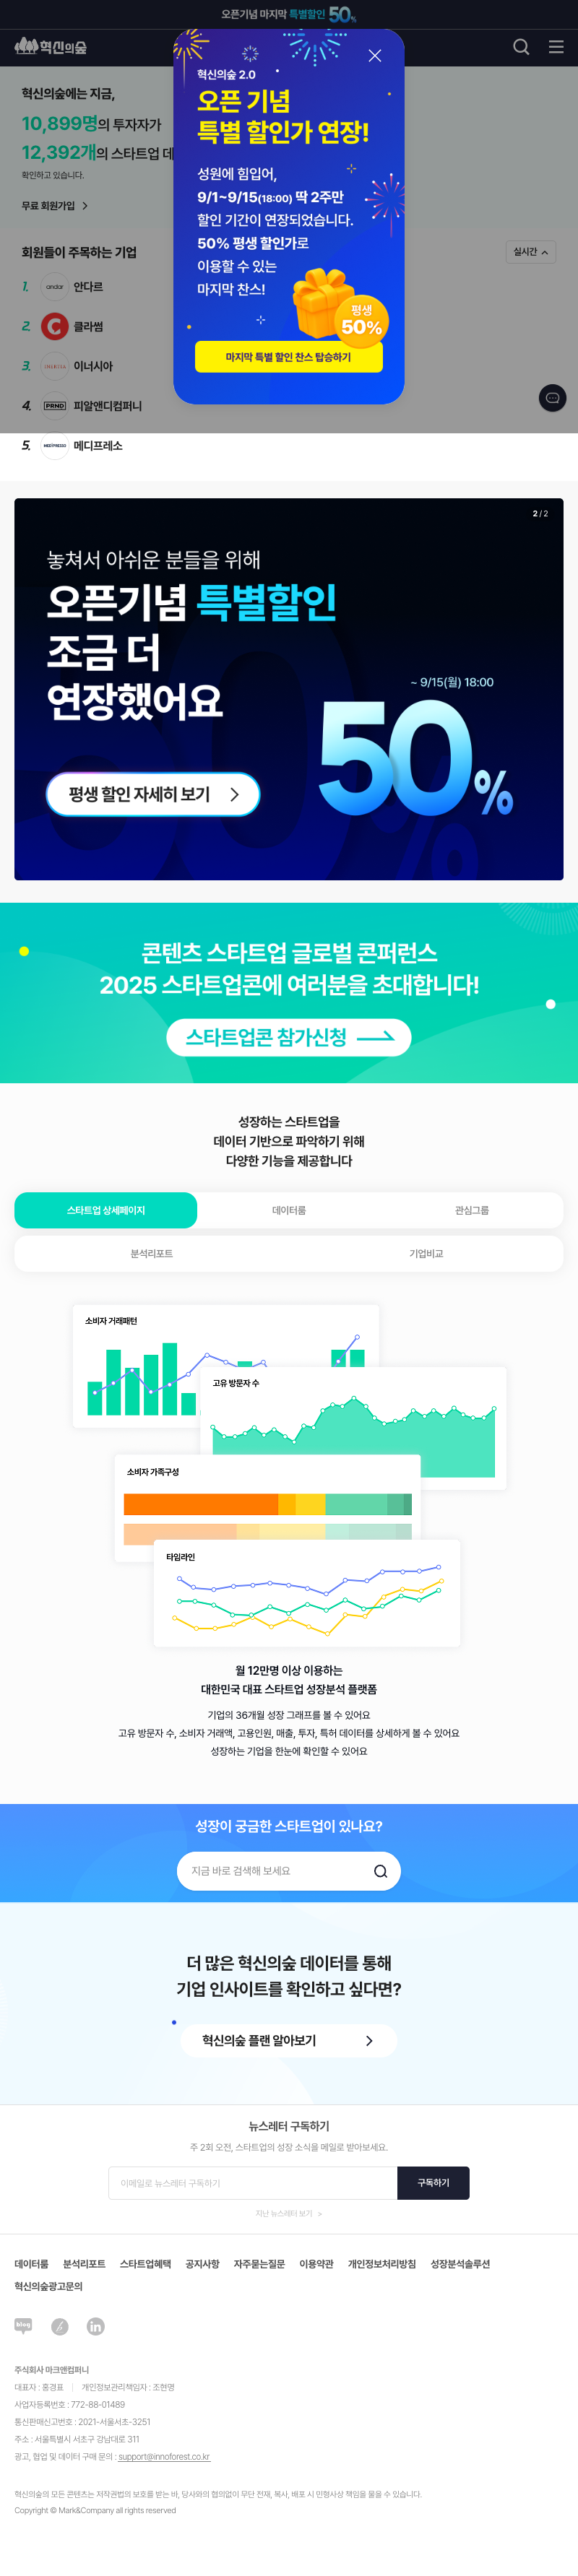 오픈기념 마지막 특별할인 50%
혁신의숲
혁신의숲에는 지금,
10,899명의 투자자가
12,392개의 스타트업 데
확인하고 있습니다.
무료 회원가입
혁신의숲 2.0
오픈 기념
특별 할인가 연장!
성원에 힘입어,
9/1~9/15(18:00) 딱 2주만
할인 기간이 연장되었습니다.
50% 평생 할인가로
이용할 수 있는
마지막 찬스!
평생
50%
마지막 특별 할인 찬스 탑승하기
회원들이 주목하는 기업
실시간
1. andar 안다르
2. 클라썸
3. INERCIA 이너시아
4. PRND 피알앤디컴퍼니
5. MEDIPRESSO 메디프레소
2 / 2
놓쳐서 아쉬운 분들을 위해
오픈기념 특별할인
조금 더
연장했어요
~ 9/15(월) 18:00
50%
평생 할인 자세히 보기
콘텐츠 스타트업 글로벌 콘퍼런스
2025 스타트업콘에 여러분을 초대합니다!
스타트업콘 참가신청
성장하는 스타트업을
데이터 기반으로 파악하기 위해
다양한 기능을 제공합니다
스타트업 상세페이지
데이터룸
관심그룹
분석리포트
기업비교
소비자 거래패턴
고유 방문자 수
소비자 가족구성
타임라인
월 12만명 이상 이용하는
대한민국 대표 스타트업 성장분석 플랫폼
기업의 36개월 성장 그래프를 볼 수 있어요
고유 방문자 수, 소비자 거래액, 고용인원, 매출, 투자, 특허 데이터를 상세하게 볼 수 있어요
성장하는 기업을 한눈에 확인할 수 있어요
성장이 궁금한 스타트업이 있나요?
지금 바로 검색해 보세요
더 많은 혁신의숲 데이터를 통해
기업 인사이트를 확인하고 싶다면?
혁신의숲 플랜 알아보기
뉴스레터 구독하기
주 2회 오전, 스타트업의 성장 소식을 메일로 받아보세요.
이메일로 뉴스레터 구독하기
구독하기
지난 뉴스레터 보기 >
데이터룸 분석리포트 스타트업혜택 공지사항 자주묻는질문 이용약관 개인정보처리방침 성장분석솔루션
혁신의숲광고문의
blog
in
주식회사 마크앤컴퍼니
대표자 : 홍경표 | 개인정보관리책임자 : 조현명
사업자등록번호 : 772-88-01489
통신판매신고번호 : 2021-서울서초-3251
주소 : 서울특별시 서초구 강남대로 311
광고, 협업 및 데이터 구매 문의 : support@innoforest.co.kr
혁신의숲의 모든 콘텐츠는 저작권법의 보호를 받는 바, 당사와의 협의없이 무단 전재, 복사, 배포 시 민형사상 책임을 물을 수 있습니다.
Copyright © Mark&Company all rights reserved